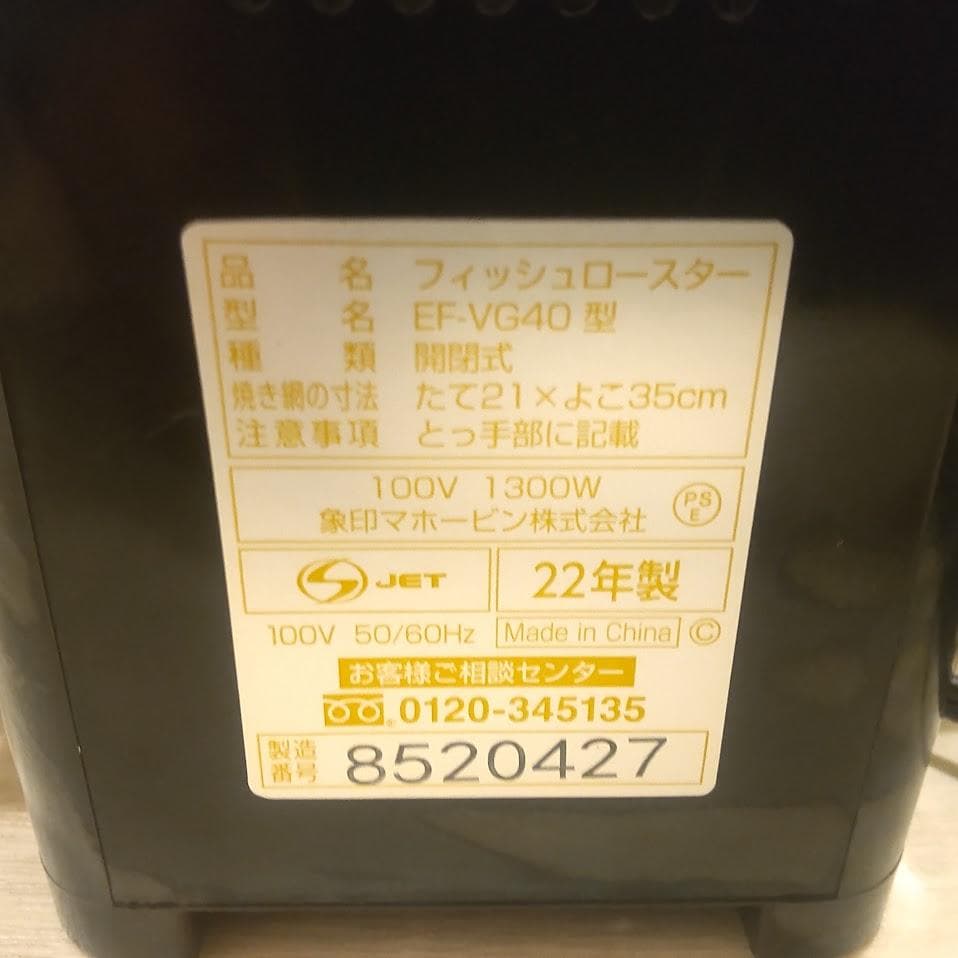 品名 フィッシュロースター
型名 EF-VG40 型
種類 開閉式
焼き網の寸法 たて21×よこ35cm
注意事項 とっ手部に記載
100V 1300W
象印マホービン株式会社
PS
E
S JET
22年製
100V 50/60Hz Made in China Ⓒ
お客様ご相談センター
0120-345135
製造
番号 8520427